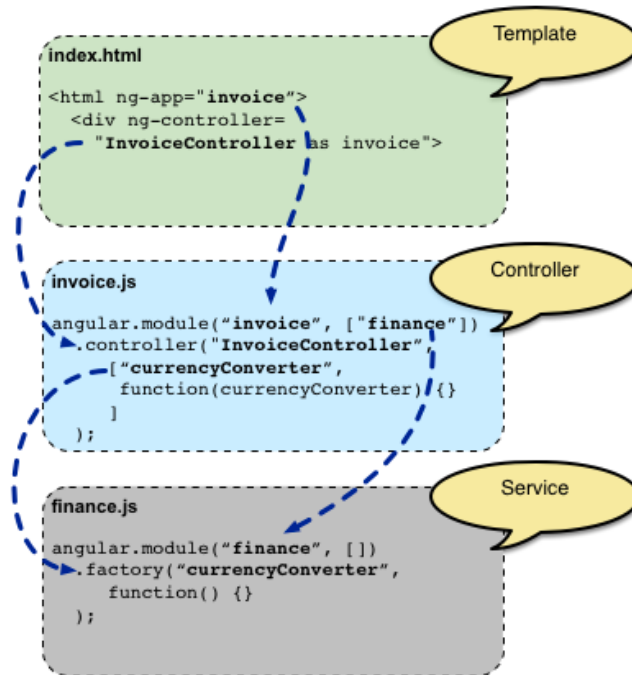 Template
index.html
<html ng-app="invoice”>
<div ng-controller=
"InvoiceController as invoice">
Controller
invoice.js
angular.module(“invoice”, ["finance"])
.controller("InvoiceController”,
[“currencyConverter”,
function(currencyConverter) {}
]
);
Service
finance.js
angular.module(“finance”, [])
.factory(“currencyConverter”,
function() {}
);